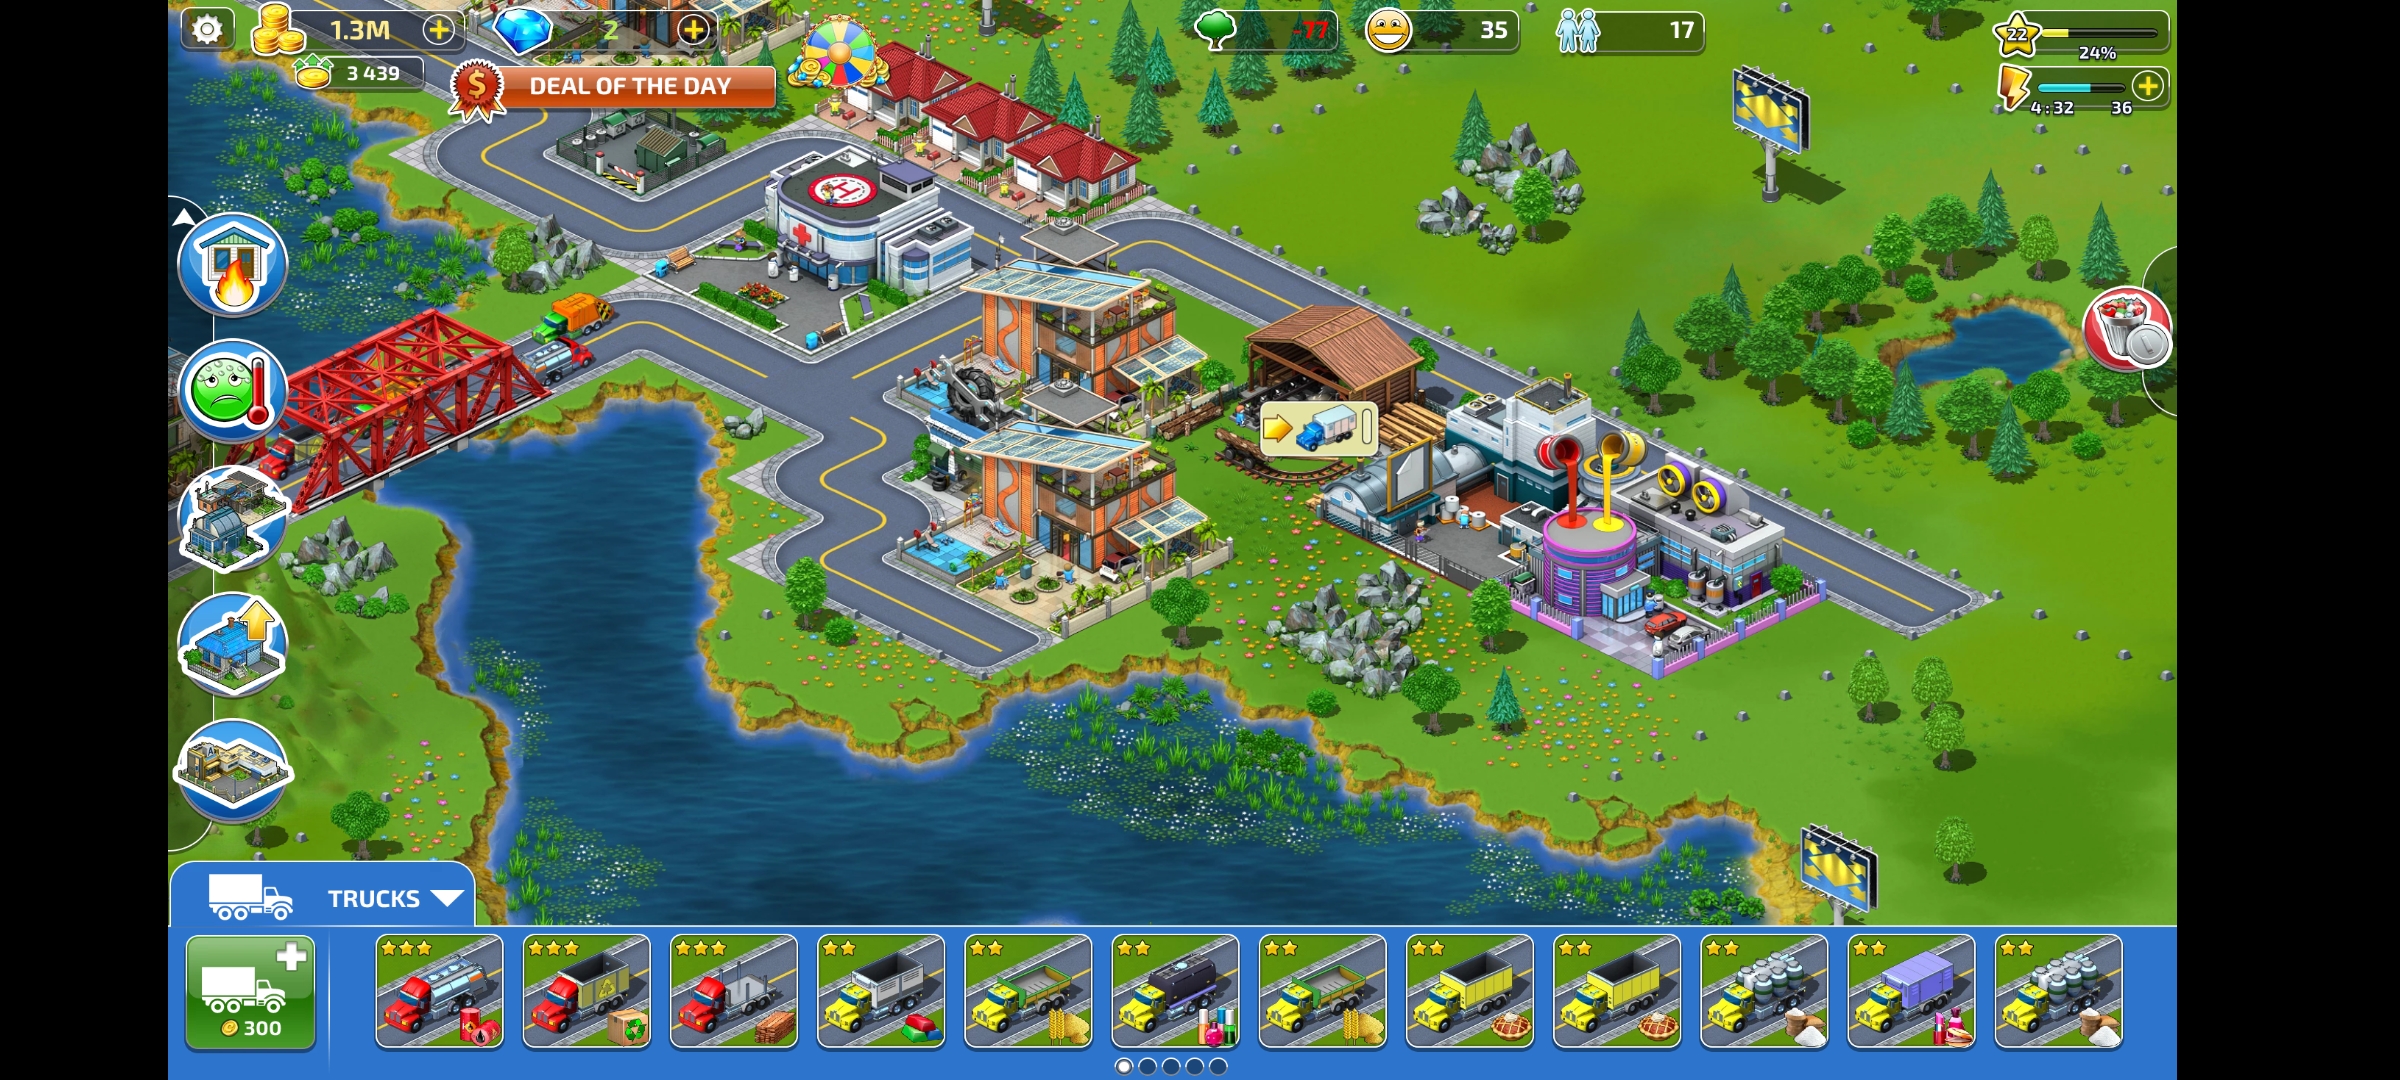 1.3M
2
-77
35
17
22
24%
3 439
DEAL OF THE DAY
4:32
36
H
TRUCKS
300